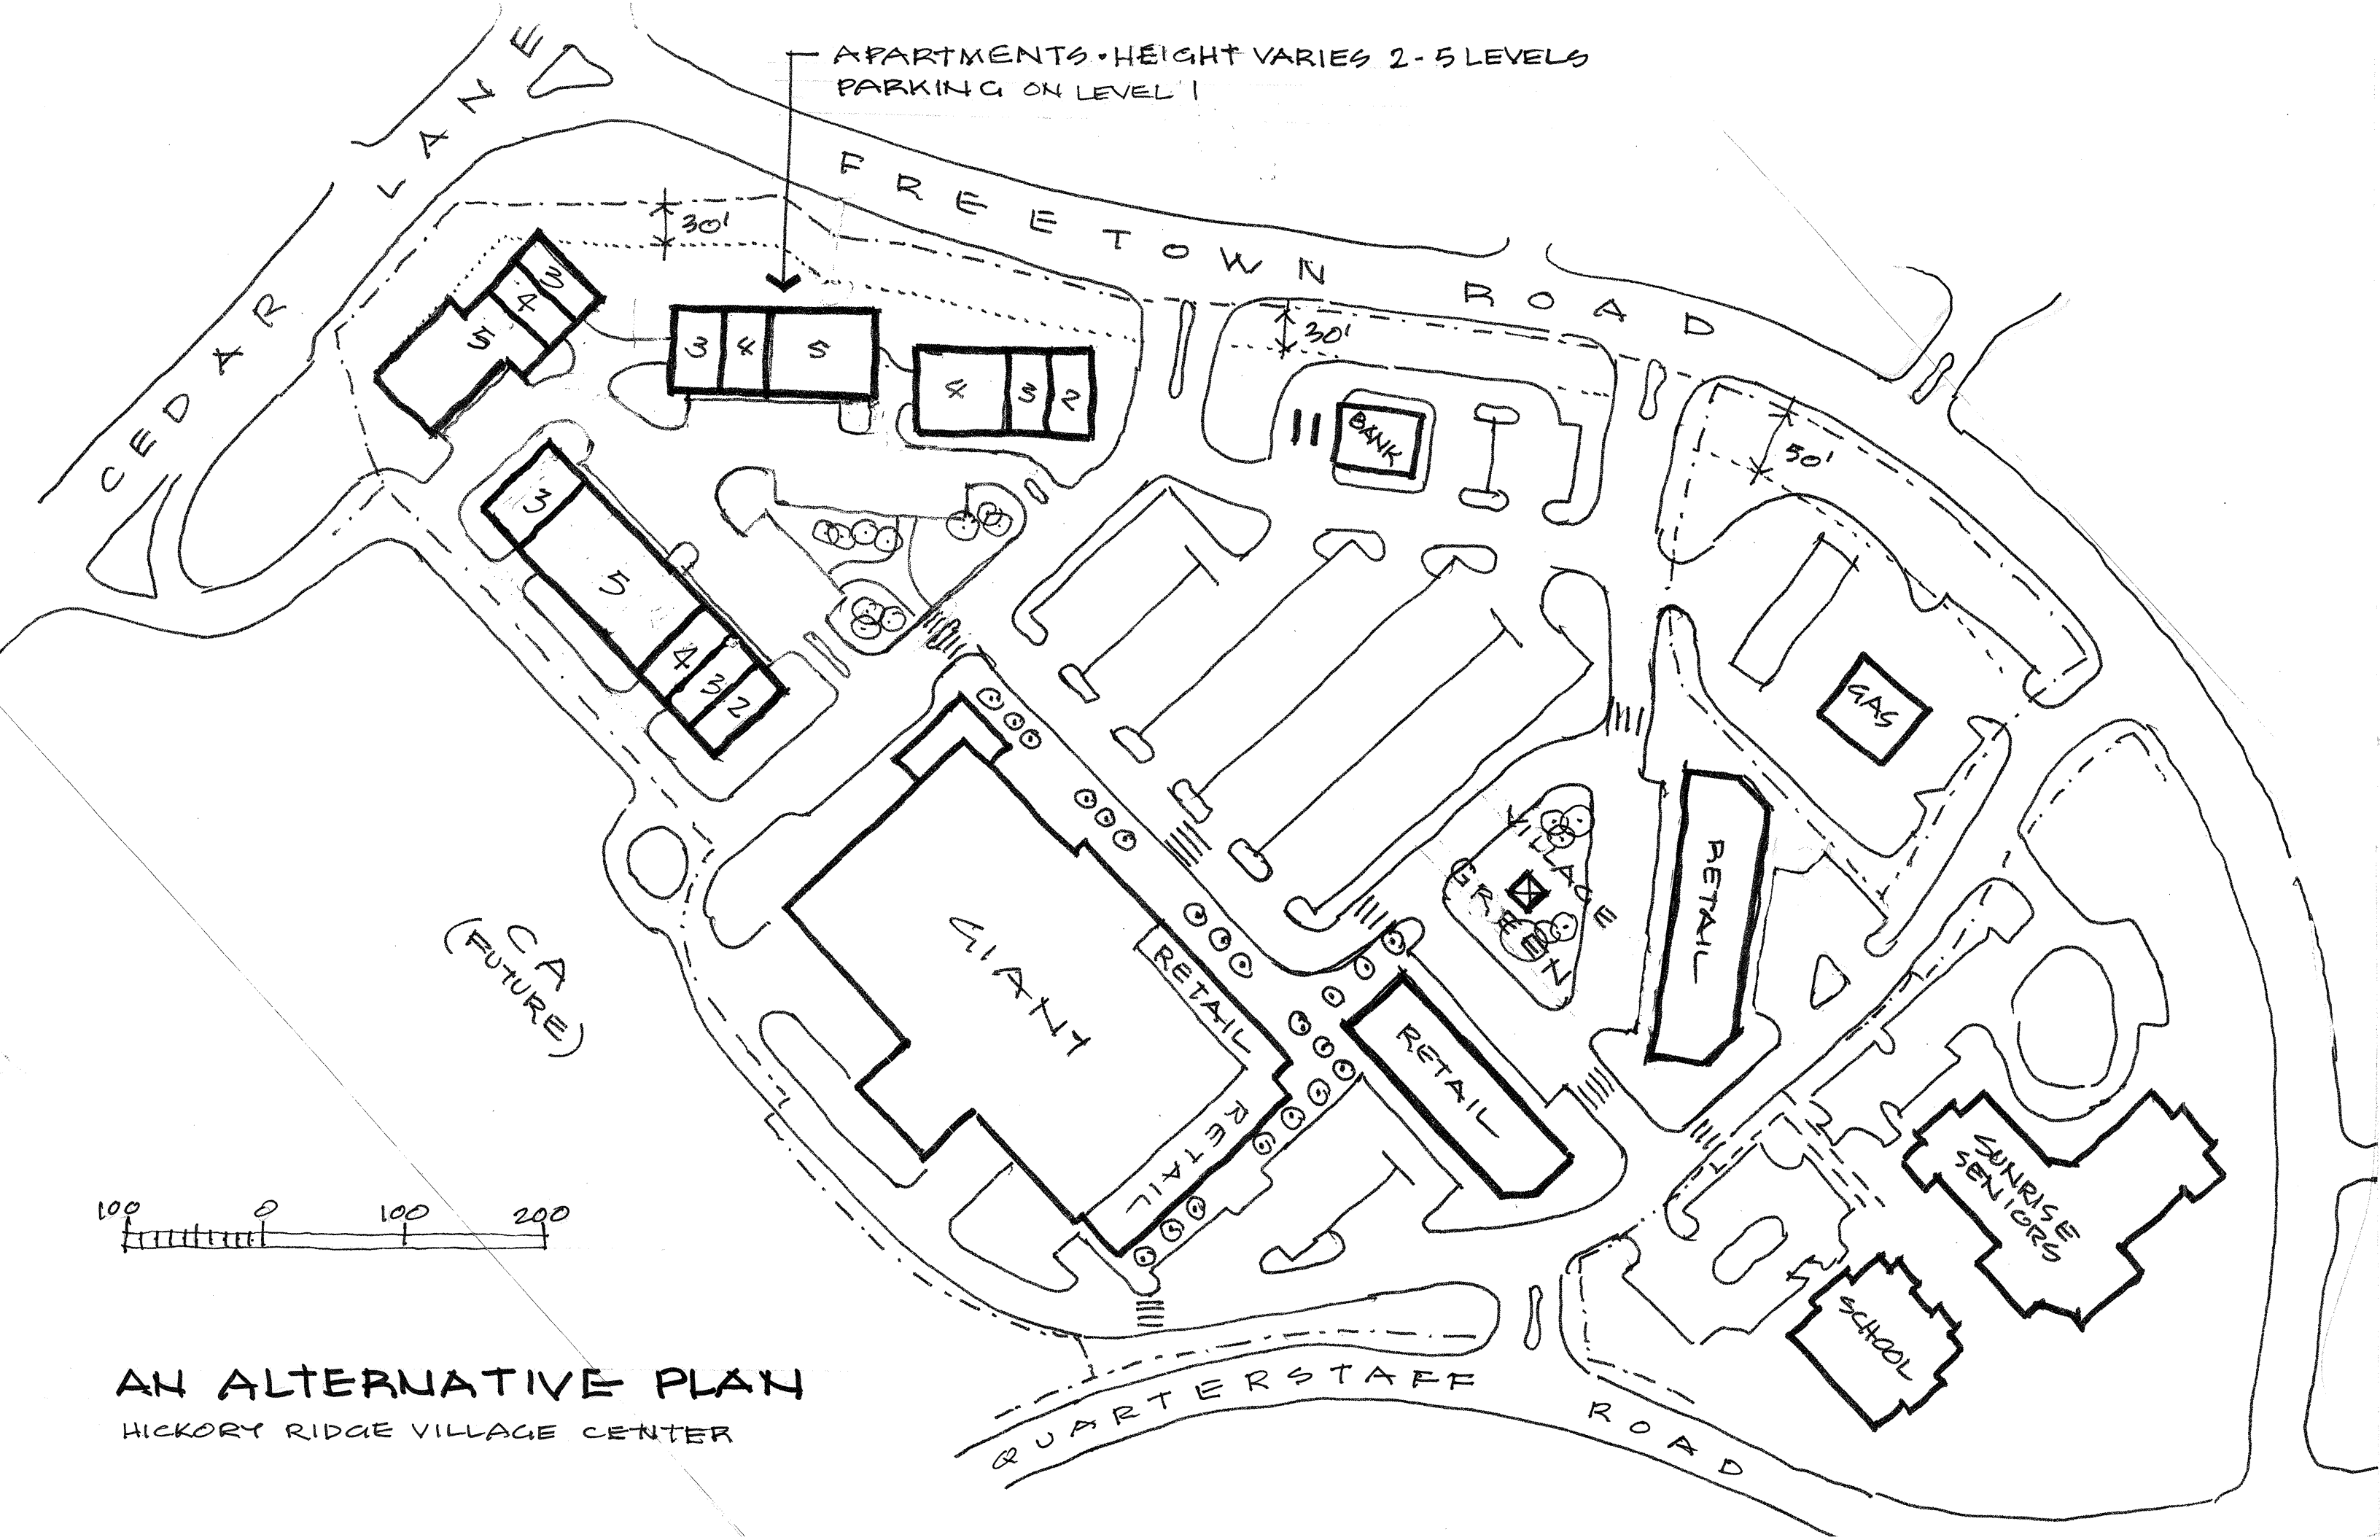 APARTMENTS • HEIGHT VARIES 2-5 LEVELS
PARKING ON LEVEL 1
CEDAR LANE
FREETOWN ROAD
30'
30'
50'
3
4
5
3
4
5
4
3
2
BANK
3
5
4
3
2
GAS
VILLAGE
GREEN
RETAIL
GIANT
RETAIL
RETAIL
RETAIL
CA
(FUTURE)
SUNRISE
SENIORS
SCHOOL
100 0 100 200
AN ALTERNATIVE PLAN
HICKORY RIDGE VILLAGE CENTER
QUARTERSTAFF ROAD